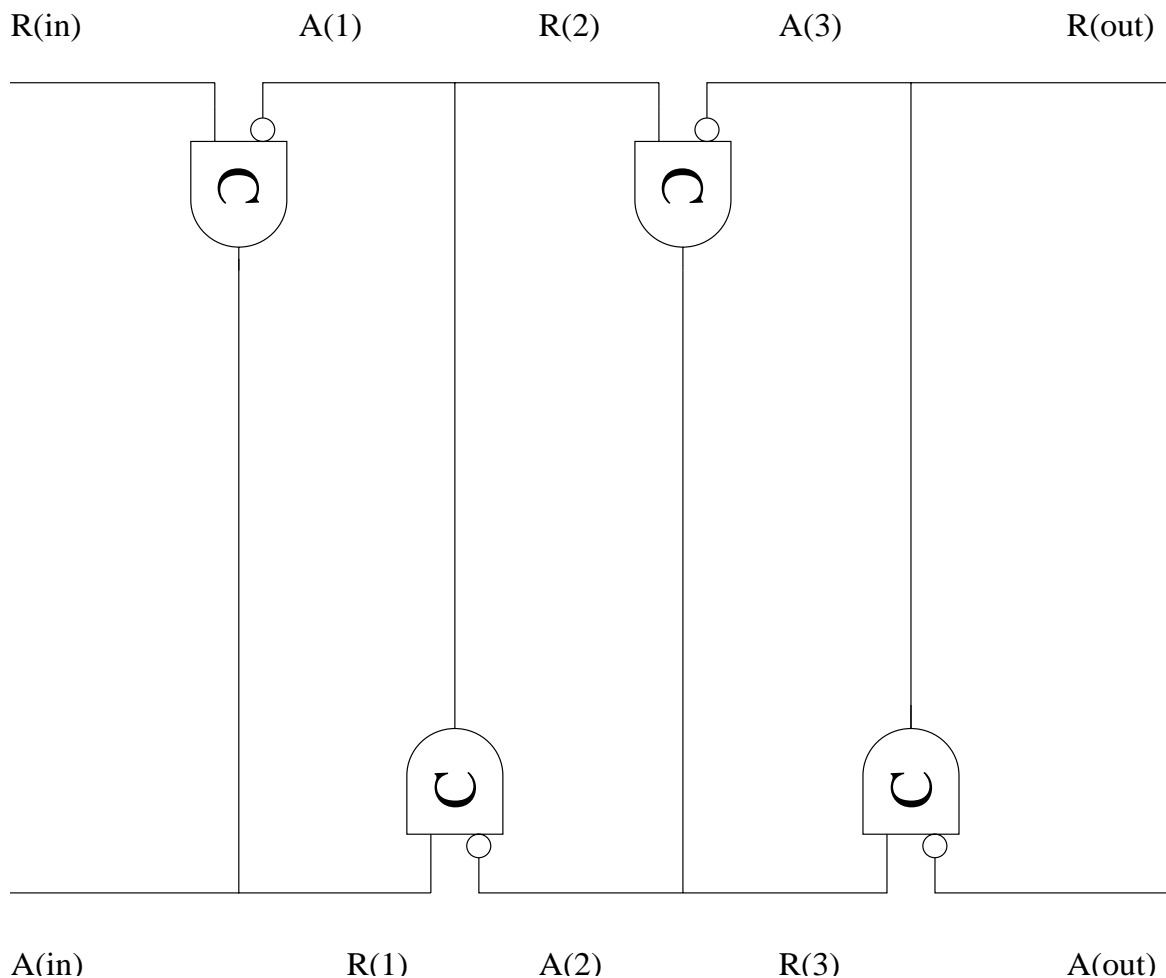 R(in) A(1) R(2) A(3) R(out)
C C
C C
A(in) R(1) A(2) R(3) A(out)